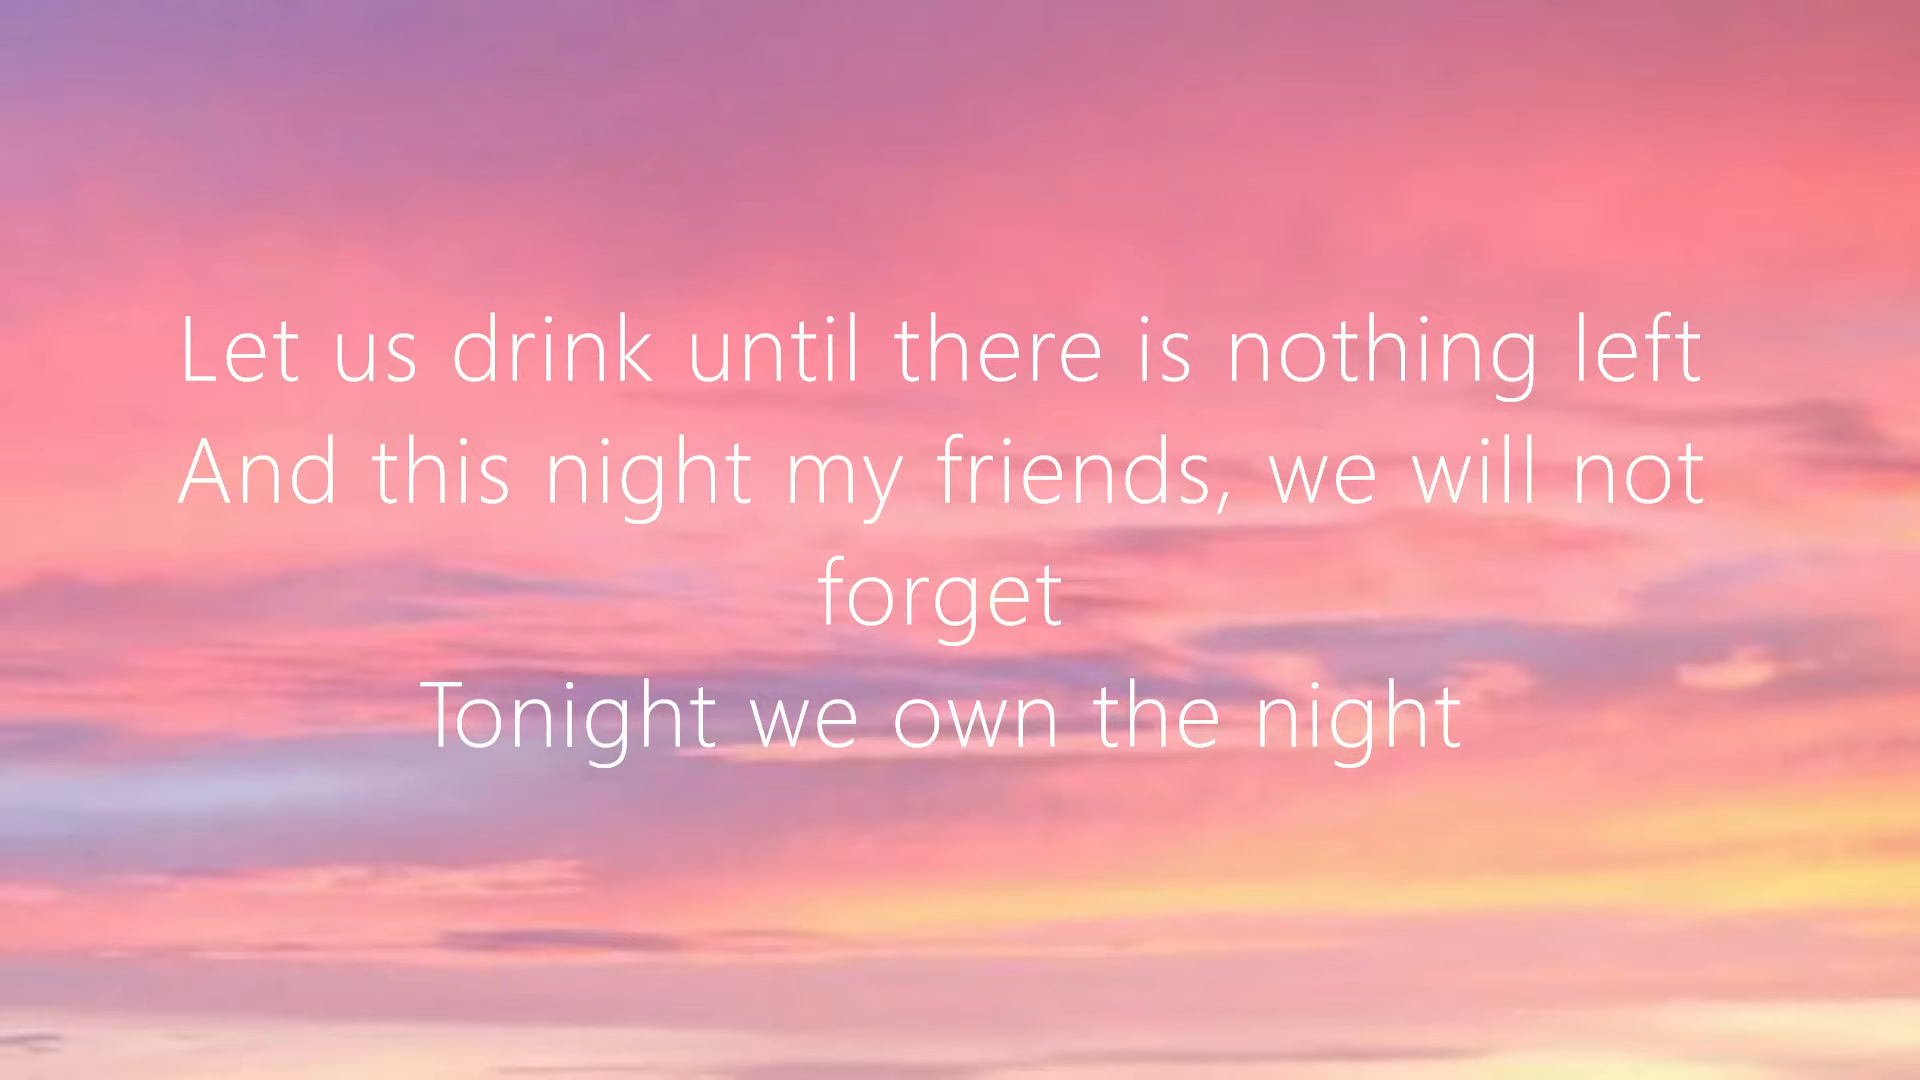 Let us drink until there is nothing left
And this night my friends, we will not
forget
Tonight we own the night